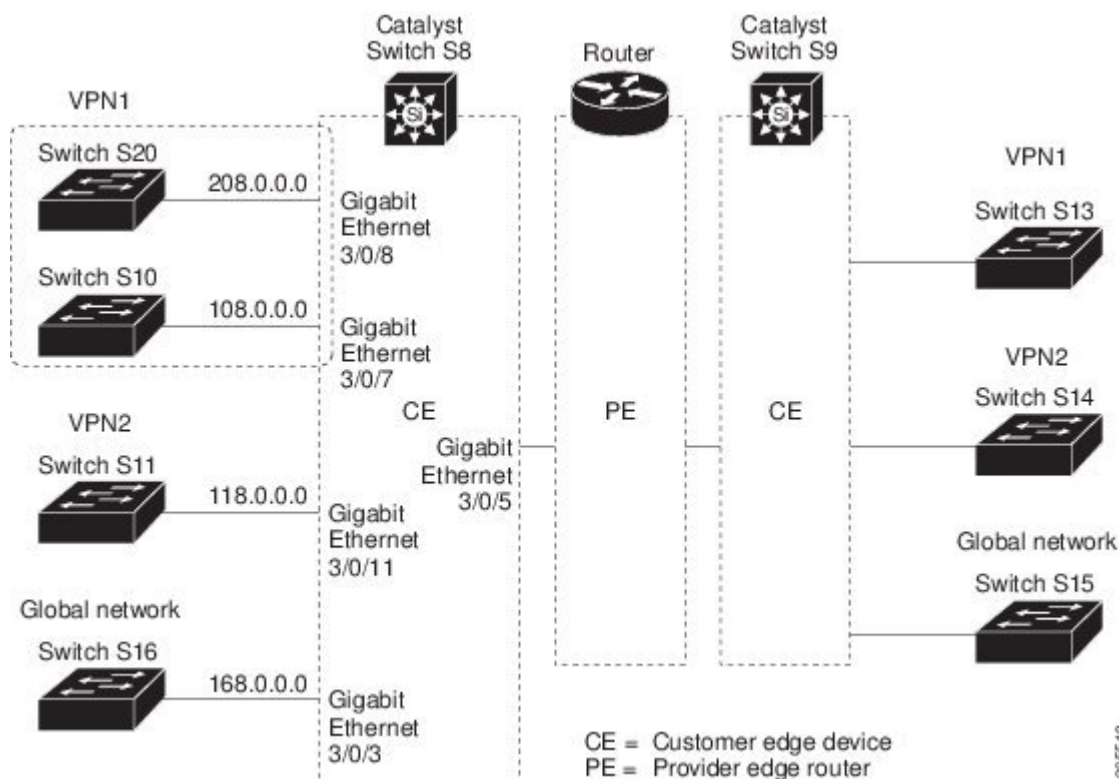 Catalyst
Switch S8
Router
Catalyst
Switch S9
VPN1
Switch S20
208.0.0.0
Gigabit
Ethernet
3/0/8
Switch S10
108.0.0.0
Gigabit
Ethernet
3/0/7
VPN2
Switch S11
118.0.0.0
Gigabit
Ethernet
3/0/11
Global network
Switch S16
168.0.0.0
Gigabit
Ethernet
3/0/3
CE
Gigabit
Ethernet
3/0/5
PE
CE
Si
Si
VPN1
Switch S13
VPN2
Switch S14
Global network
Switch S15
CE = Customer edge device
PE = Provider edge router